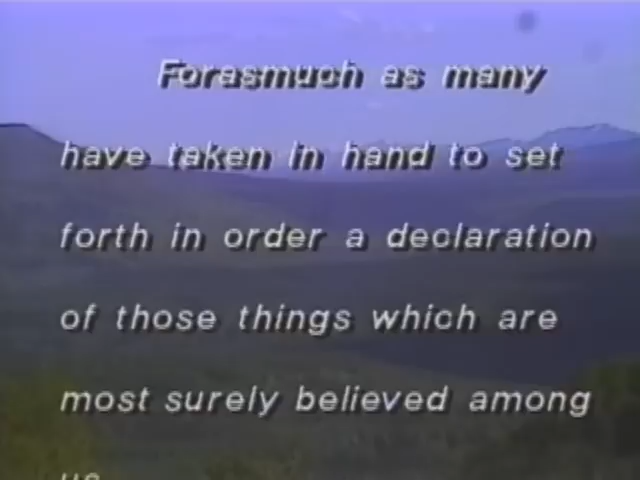 Forasmuch as many
have taken in hand to set
forth in order a declaration
of those things which are
most surely believed among
us